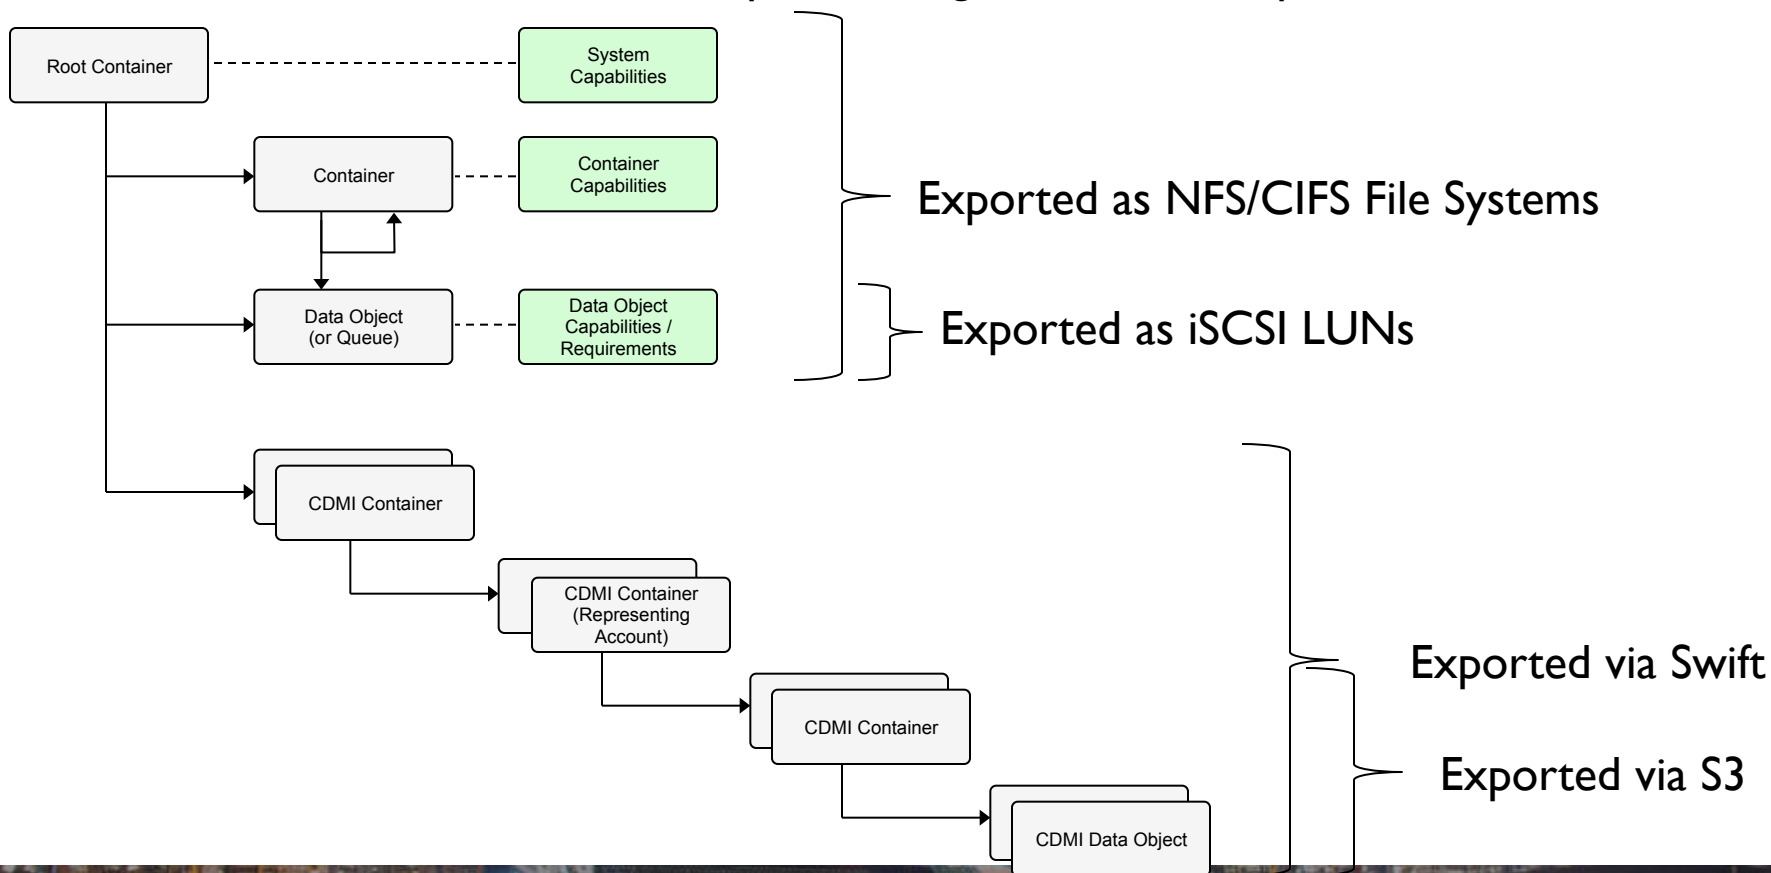 Root Container
System
Capabilities
Container
Container
Capabilities
Exported as NFS/CIFS File Systems
Data Object
(or Queue)
Data Object
Capabilities /
Requirements
Exported as iSCSI LUNs
CDMI Container
CDMI Container
(Representing
Account)
Exported via Swift
CDMI Container
Exported via S3
CDMI Data Object